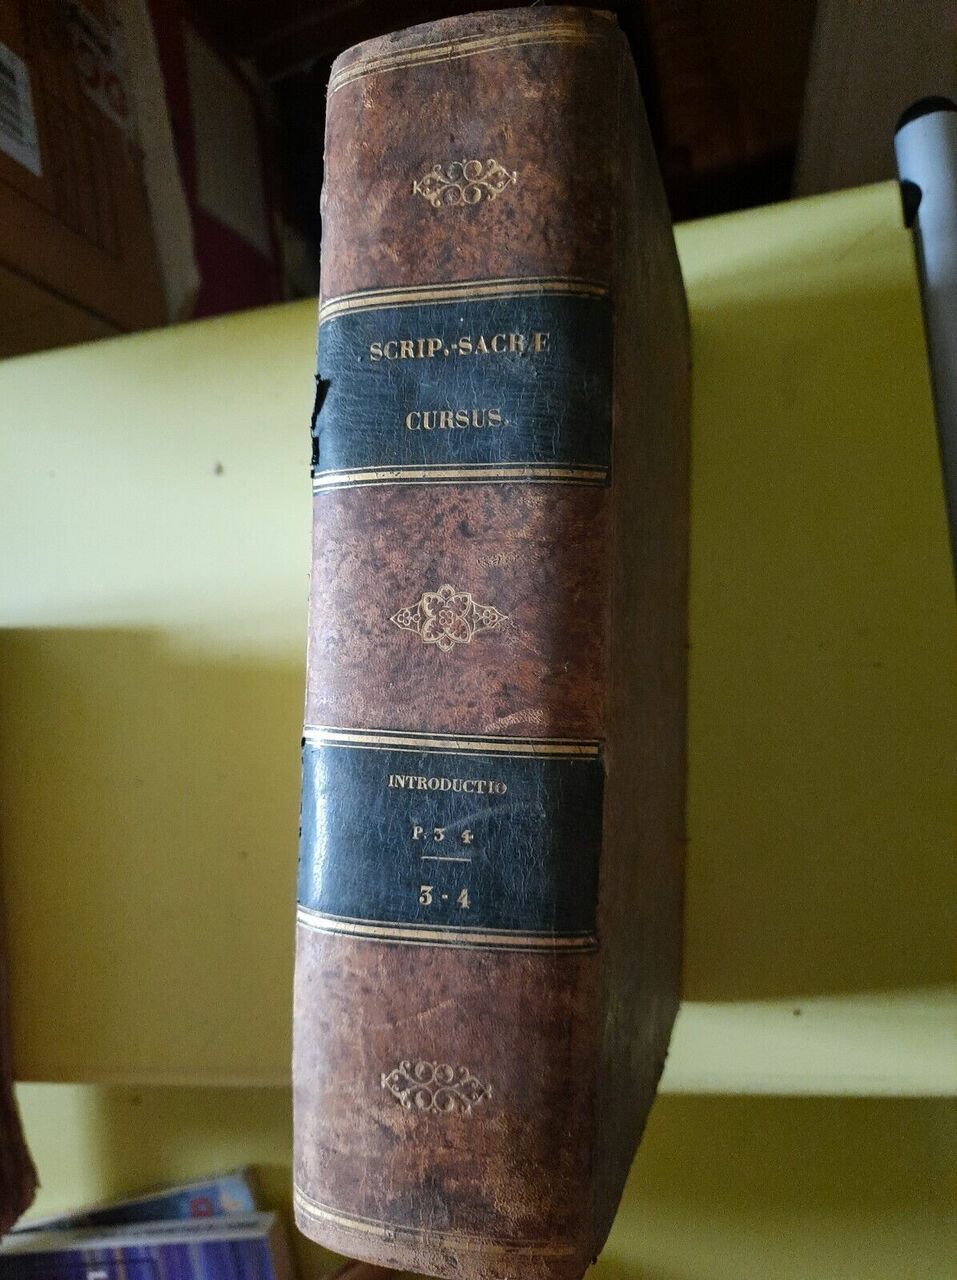 SCRIP.-SACRÆ
CURSUS.
INTRODUCTIO
P. 3 4
3 - 4